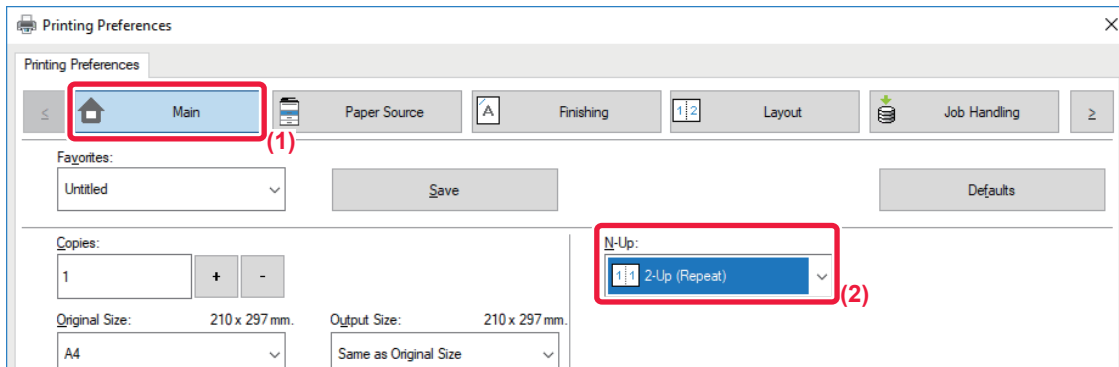 Printing Preferences
Printing Preferences
≤ Main Paper Source A Finishing 1 2 Layout Job Handling ≥
(1)
Favorites:
Untitled Save Defaults
Copies: N-Up:
1 + - 1 1 2-Up (Repeat)
(2)
Original Size: 210 x 297 mm. Output Size: 210 x 297 mm.
A4 Same as Original Size